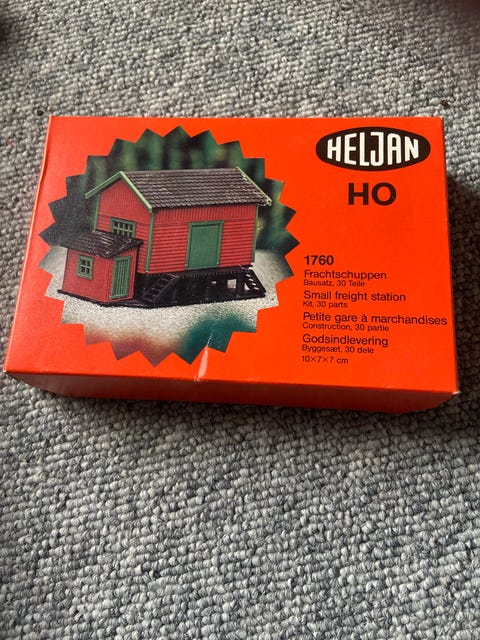 HELJAN
HO
1760
Frachtschuppen
Bausatz, 30 Teile
Small freight station
Kit, 30 parts
Petite gare à marchandises
Construction, 30 partie
Godsindlevering
Byggesæt, 30 dele
10×7×7 cm